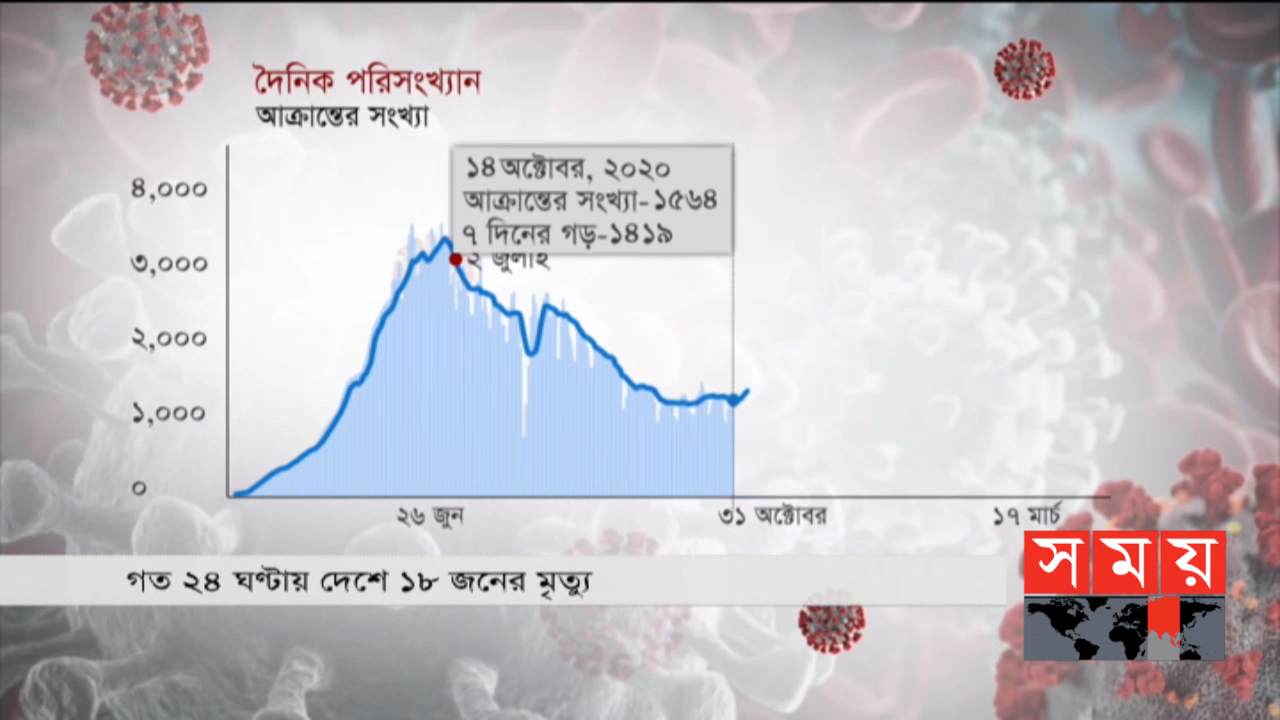 দৈনিক পরিসংখ্যান
আক্রান্তের সংখ্যা
১৪ অক্টোবর, ২০২০
আক্রান্তের সংখ্যা-১৫৬৪
৭ দিনের গড়-১৪১৯
২ জুলাই
৪,০০০
৩,০০০
২,০০০
১,০০০
০
২৬ জুন
৩১ অক্টোবর
১৭ মার্চ
গত ২৪ ঘণ্টায় দেশে ১৮ জনের মৃত্যু
সময়